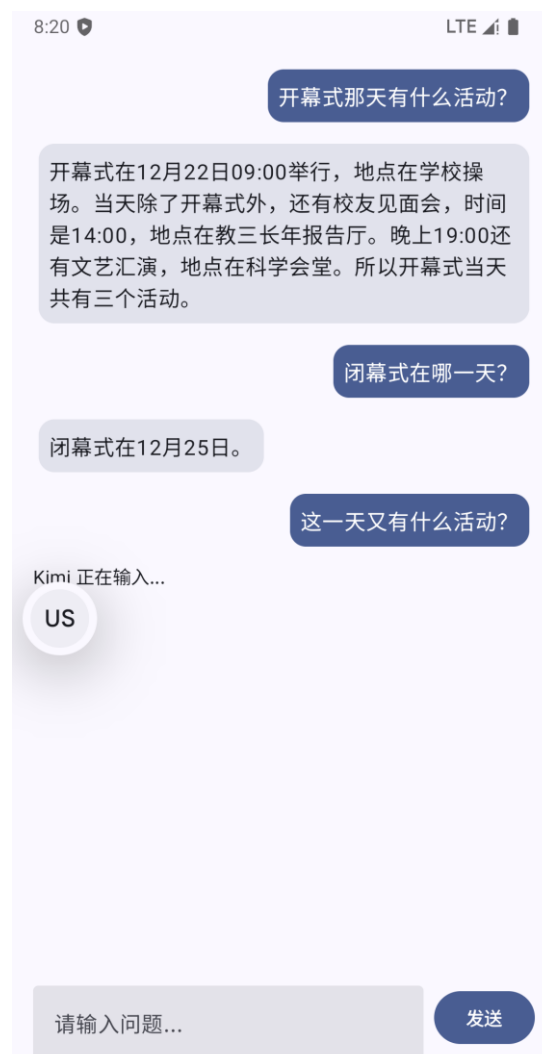 8:20
LTE
开幕式那天有什么活动?
开幕式在12月22日09:00举行，地点在学校操
场。当天除了开幕式外，还有校友见面会，时间
是14:00，地点在教三长年报告厅。晚上19:00还
有文艺汇演，地点在科学会堂。所以开幕式当天
共有三个活动。
闭幕式在哪一天?
闭幕式在12月25日。
这一天又有什么活动?
Kimi 正在输入...
US
请输入问题...
发送